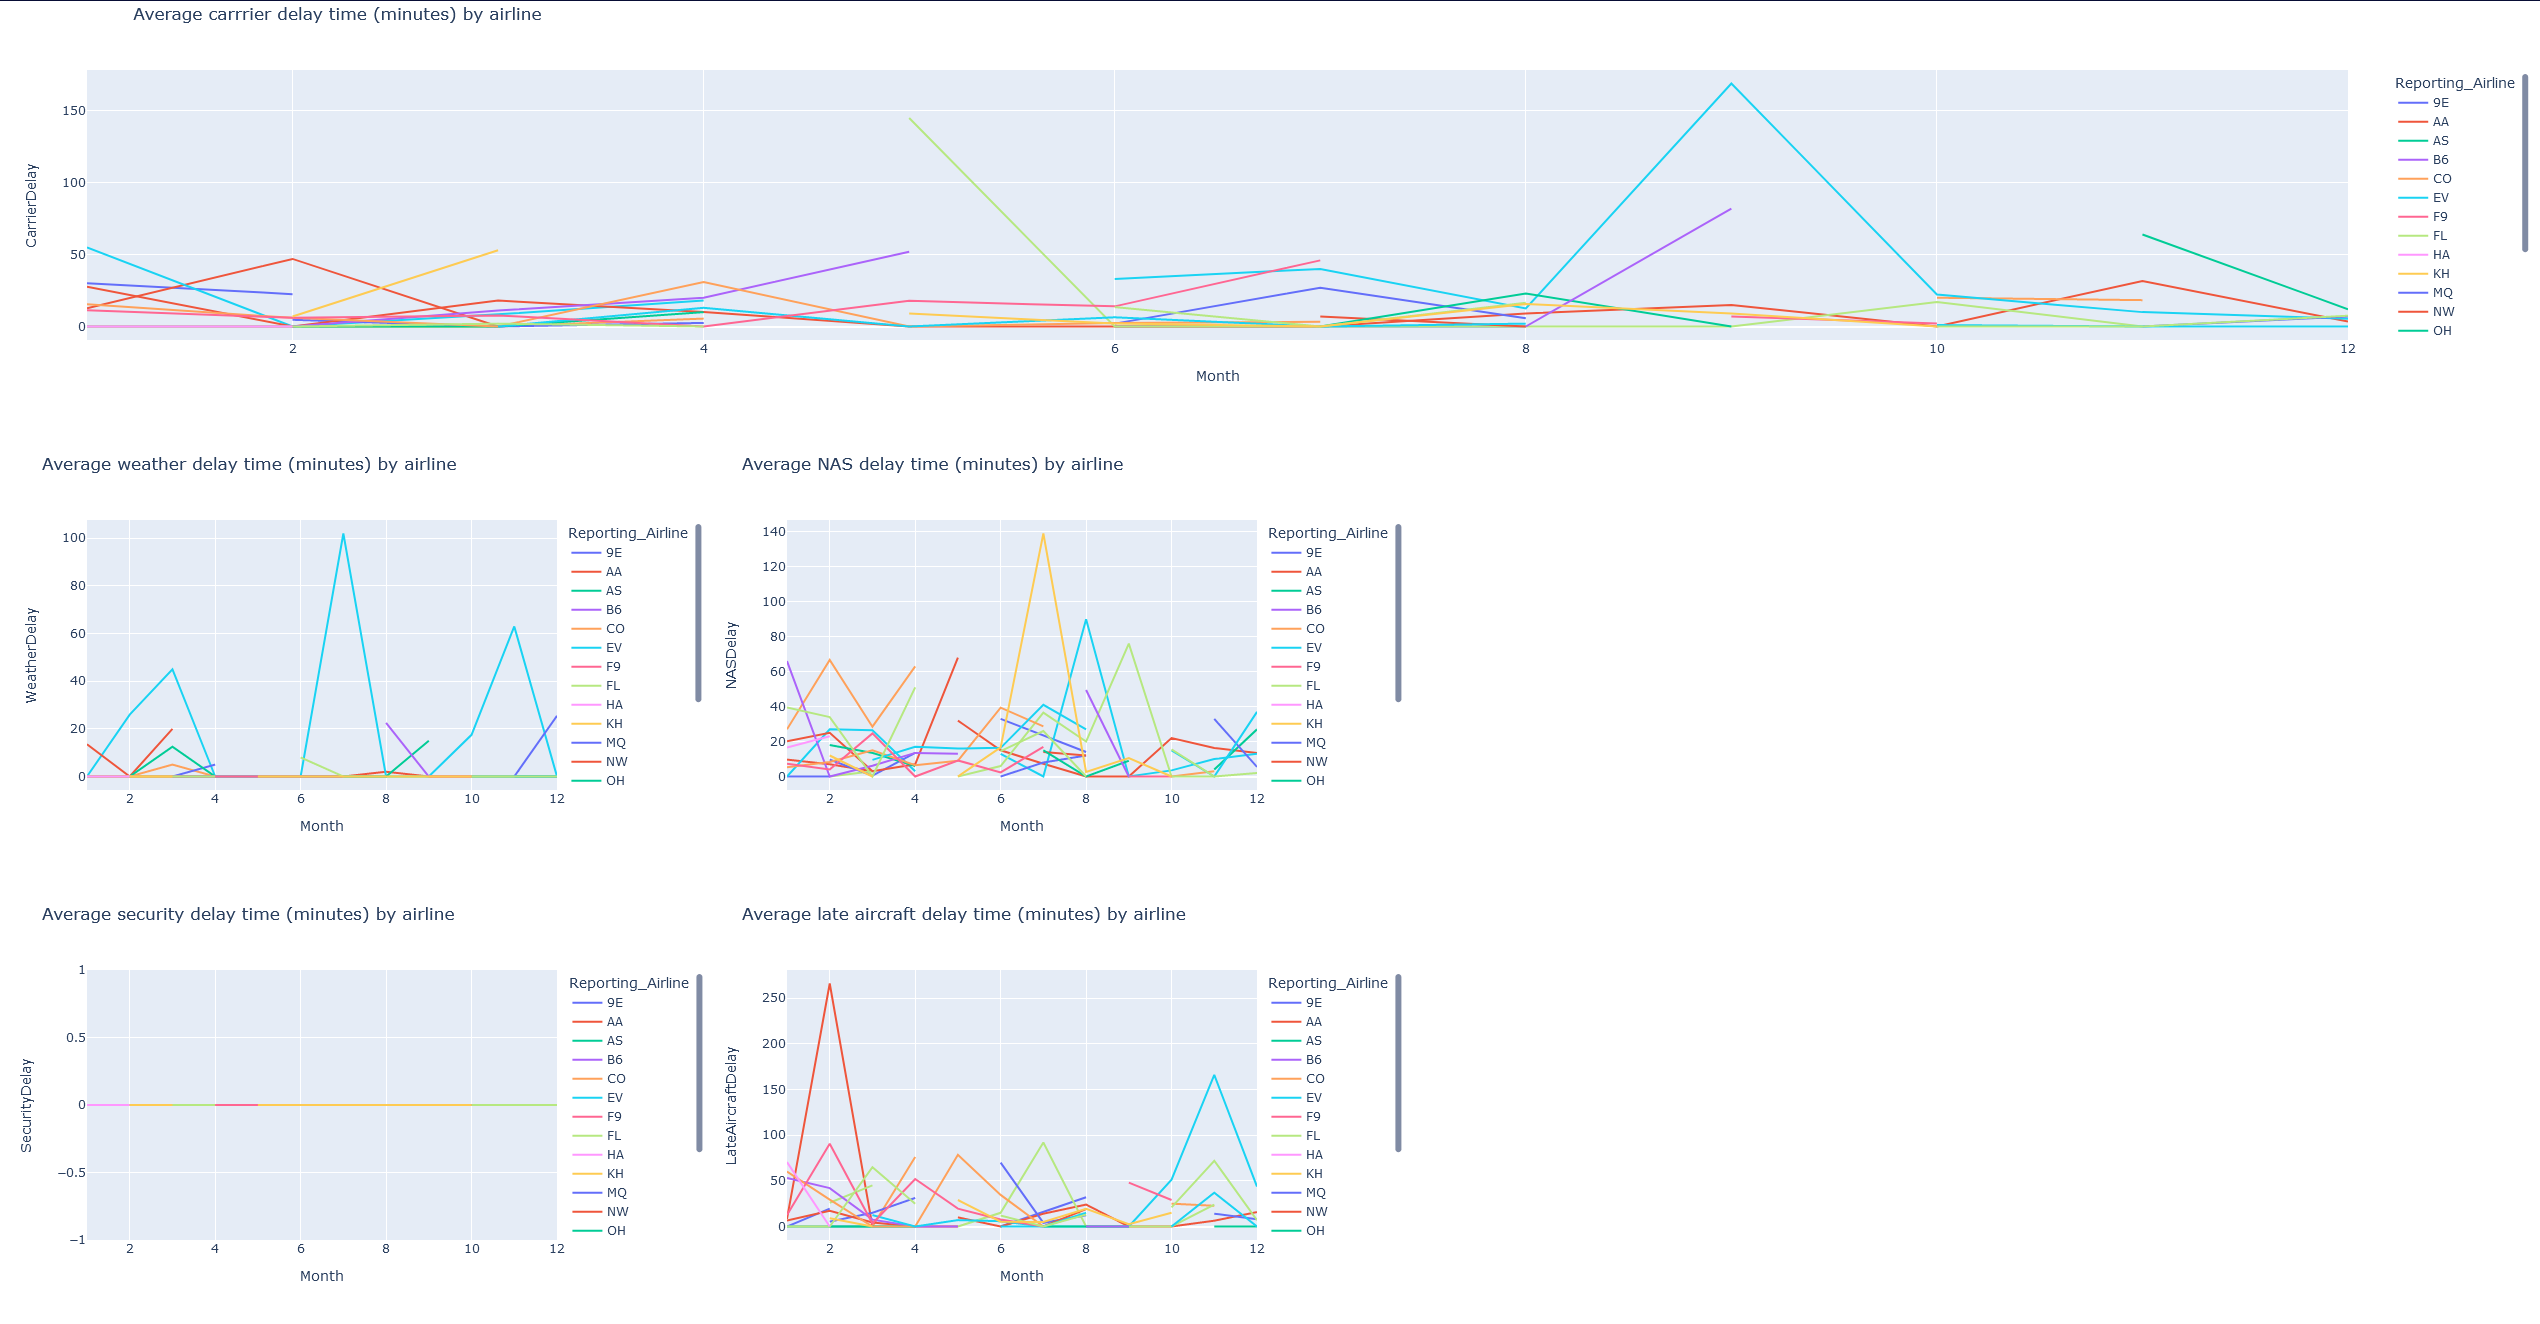 Average carrrier delay time (minutes) by airline
CarrierDelay
150
100
50
0
2
4
6
8
10
12
Month
Reporting_Airline
9E
AA
AS
B6
CO
EV
F9
FL
HA
KH
MQ
NW
OH
Average weather delay time (minutes) by airline
WeatherDelay
100
80
60
40
20
0
2
4
6
8
10
12
Month
Reporting_Airline
9E
AA
AS
B6
CO
EV
F9
FL
HA
KH
MQ
NW
OH
Average NAS delay time (minutes) by airline
NASDelay
140
120
100
80
60
40
20
0
2
4
6
8
10
12
Month
Reporting_Airline
9E
AA
AS
B6
CO
EV
F9
FL
HA
KH
MQ
NW
OH
Average security delay time (minutes) by airline
SecurityDelay
1
0.5
0
−0.5
−1
2
4
6
8
10
12
Month
Reporting_Airline
9E
AA
AS
B6
CO
EV
F9
FL
HA
KH
MQ
NW
OH
Average late aircraft delay time (minutes) by airline
LateAircraftDelay
250
200
150
100
50
0
2
4
6
8
10
12
Month
Reporting_Airline
9E
AA
AS
B6
CO
EV
F9
FL
HA
KH
MQ
NW
OH